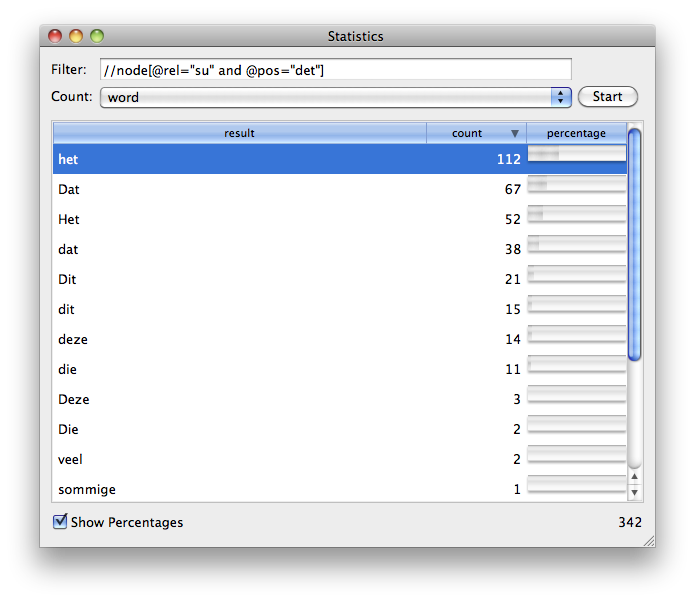 Statistics
Filter: //node[@rel="su" and @pos="det"]
Count: word Start
result count percentage
het 112
Dat 67
Het 52
dat 38
Dit 21
dit 15
deze 14
die 11
Deze 3
Die 2
veel 2
sommige 1
Show Percentages 342